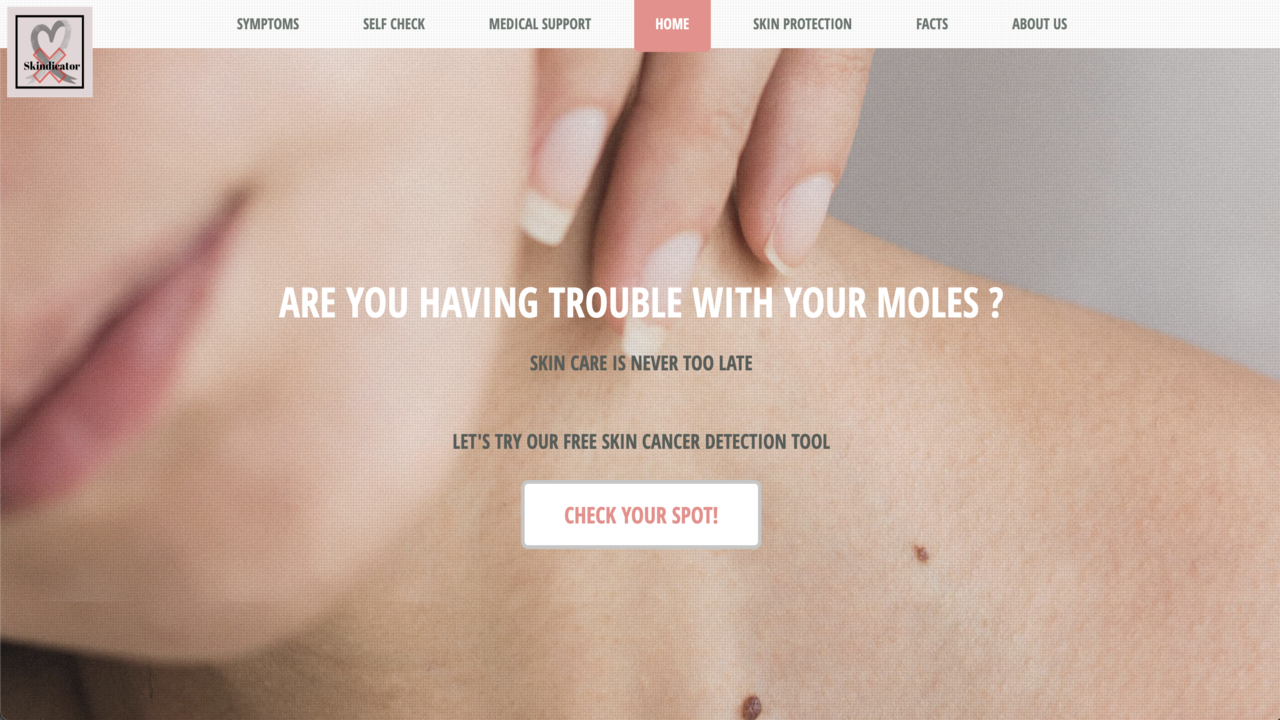 Skindicator
SYMPTOMS SELF CHECK MEDICAL SUPPORT HOME SKIN PROTECTION FACTS ABOUT US
ARE YOU HAVING TROUBLE WITH YOUR MOLES ?
SKIN CARE IS NEVER TOO LATE
LET'S TRY OUR FREE SKIN CANCER DETECTION TOOL
CHECK YOUR SPOT!